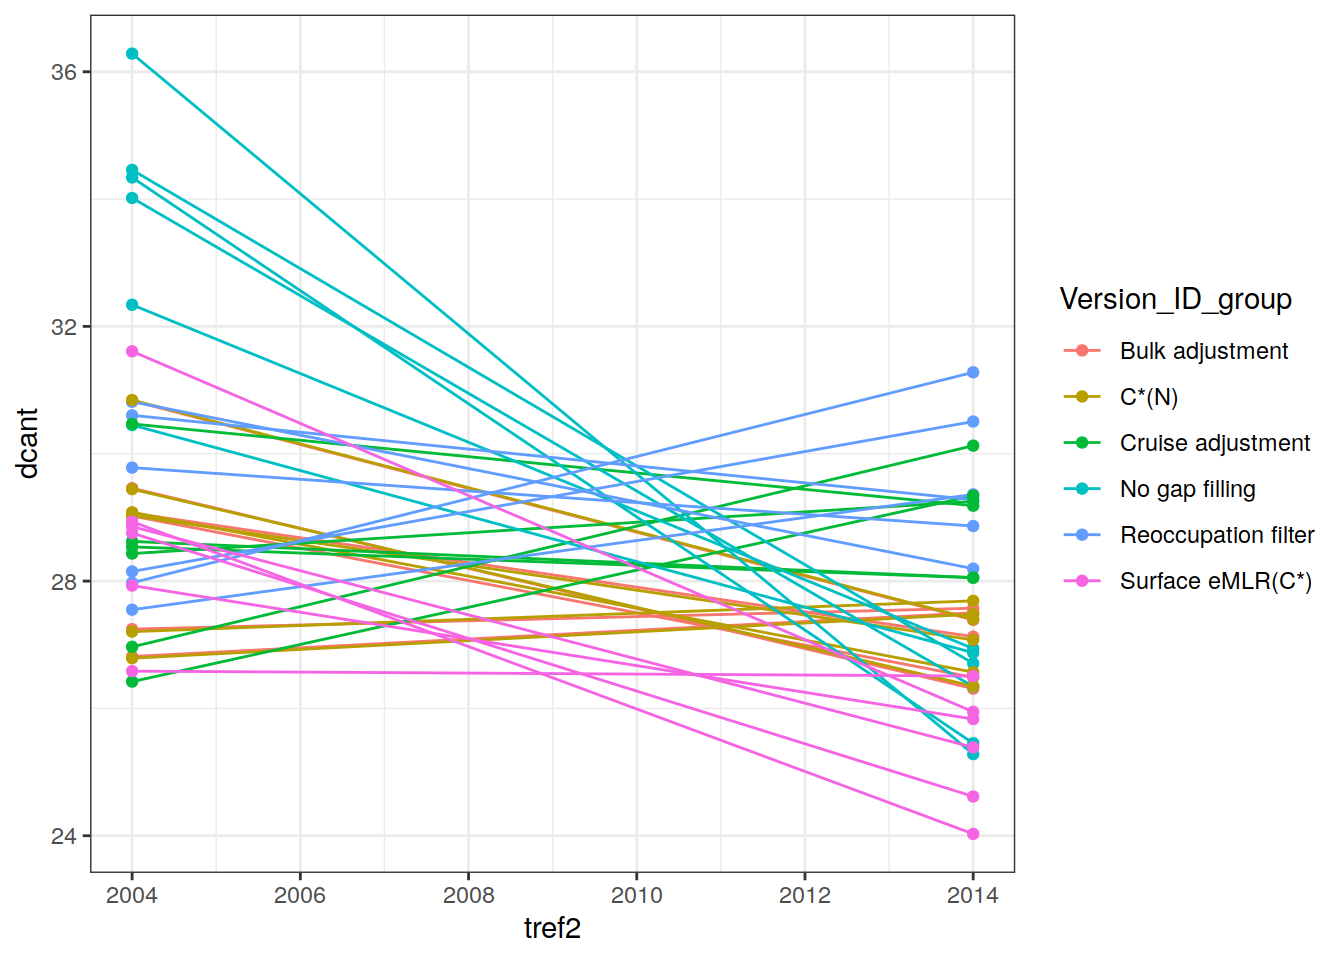 36
32
28
24
dcant
2004 2006 2008 2010 2012 2014
tref2
Version_ID_group
Bulk adjustment
C*(N)
Cruise adjustment
No gap filling
Reoccupation filter
Surface eMLR(C*)